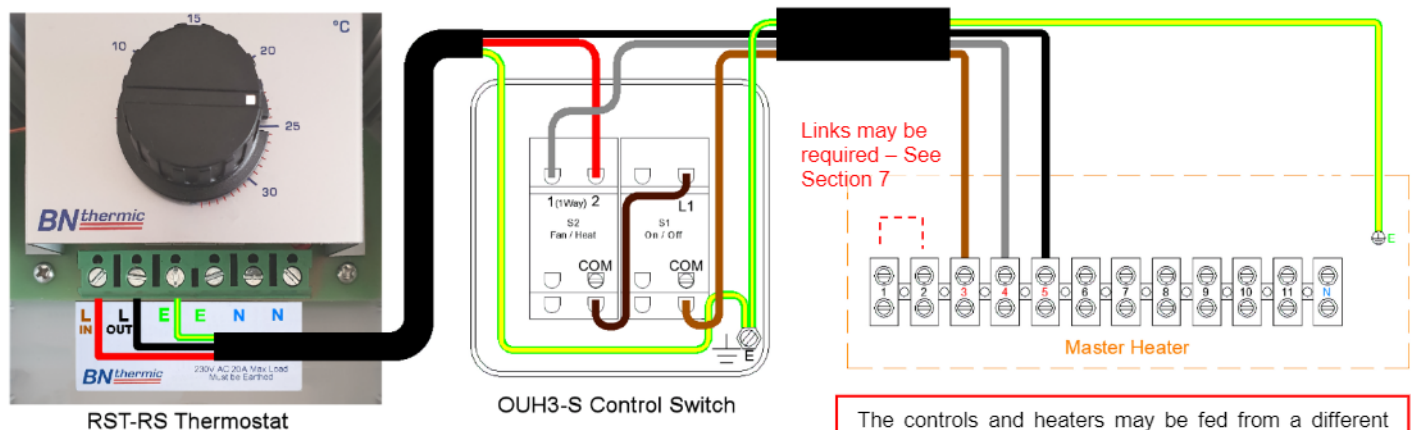 15
°C
10
20
25
30
BN thermic
L IN
L OUT
E
E
N
N
BN thermic
230V AC 20A Max Load
Must be Earthed
RST-RS Thermostat
1 (1Way) 2
L1
S2
Fan / Heat
S1
On / Off
COM
COM
E
OUH3-S Control Switch
Links may be
required – See
Section 7
E
1 2 3 4 5 6 7 8 9 10 11 N
Master Heater
The controls and heaters may be fed from a different